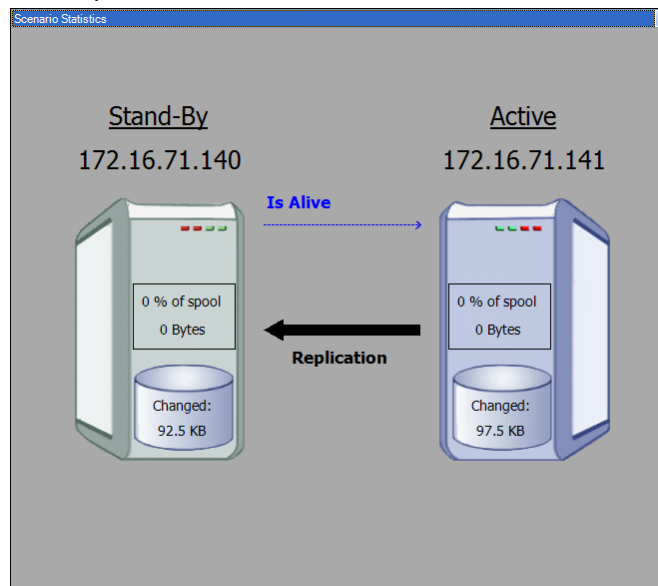 Scenario Statistics
Stand-By
172.16.71.140
Active
172.16.71.141
Is Alive
0 % of spool
0 Bytes
0 % of spool
0 Bytes
Replication
Changed:
92.5 KB
Changed:
97.5 KB